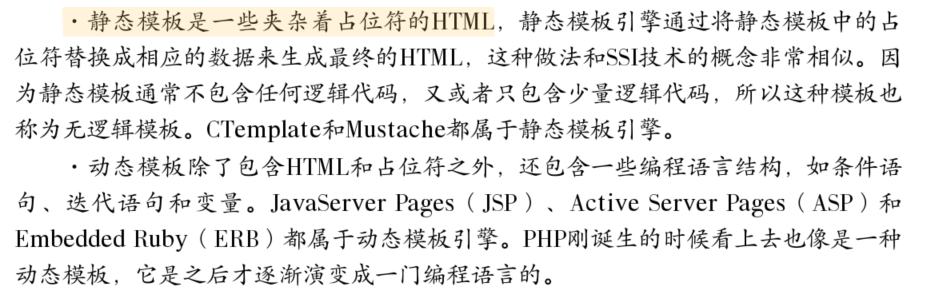 ·静态模板是一些夹杂着占位符的HTML，静态模板引擎通过将静态模板中的占
位符替换成相应的数据来生成最终的HTML，这种做法和SSI技术的概念非常相似。因
为静态模板通常不包含任何逻辑代码，又或者只包含少量逻辑代码，所以这种模板也
称为无逻辑模板。CTemplate和Mustache都属于静态模板引擎。
·动态模板除了包含HTML和占位符之外，还包含一些编程语言结构，如条件语
句、迭代语句和变量。JavaServer Pages（JSP）、Active Server Pages（ASP）和
Embedded Ruby（ERB）都属于动态模板引擎。PHP刚诞生的时候看上去也像是一种
动态模板，它是之后才逐渐演变成一门编程语言的。